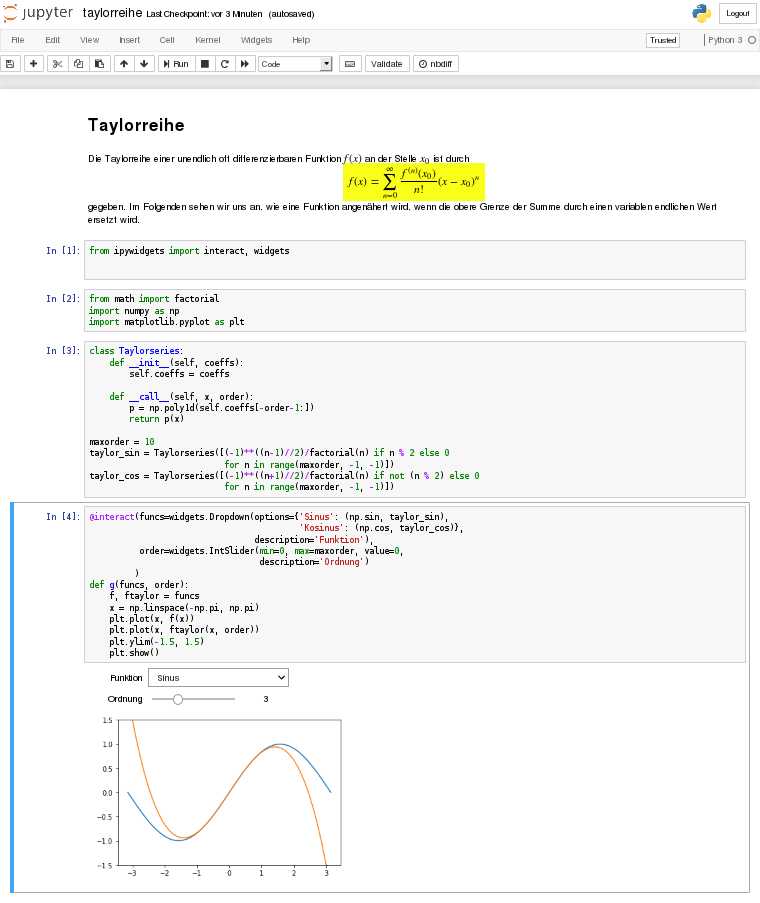 jupyter taylorreihe Last Checkpoint: vor 3 Minuten (autosaved) Logout
File Edit View Insert Cell Kernel Widgets Help Trusted Python 3
Run Code Validate nbdiff
Taylorreihe
Die Taylorreihe einer unendlich oft differenzierbaren Funktion f(x) an der Stelle x₀ ist durch
f(x) = ∑_{n=0}^{∞} f⁽ⁿ⁾(x₀)/n! (x − x₀)ⁿ
gegeben. Im Folgenden sehen wir uns an, wie eine Funktion angenähert wird, wenn die obere Grenze der Summe durch einen variablen endlichen Wert
ersetzt wird.
In [1]: from ipywidgets import interact, widgets
In [2]: from math import factorial
import numpy as np
import matplotlib.pyplot as plt
In [3]: class Taylorseries:
def __init__(self, coeffs):
self.coeffs = coeffs
def __call__(self, x, order):
p = np.poly1d(self.coeffs[-order-1:])
return p(x)
maxorder = 10
taylor_sin = Taylorseries([(-1)**((n-1)//2)/factorial(n) if n % 2 else 0
for n in range(maxorder, -1, -1)])
taylor_cos = Taylorseries([(-1)**((n+1)//2)/factorial(n) if not (n % 2) else 0
for n in range(maxorder, -1, -1)])
In [4]: @interact(funcs=widgets.Dropdown(options={'Sinus': (np.sin, taylor_sin),
'Kosinus': (np.cos, taylor_cos)},
description='Funktion'),
order=widgets.IntSlider(min=0, max=maxorder, value=0,
description='Ordnung')
)
def g(funcs, order):
f, ftaylor = funcs
x = np.linspace(-np.pi, np.pi)
plt.plot(x, f(x))
plt.plot(x, ftaylor(x, order))
plt.ylim(-1.5, 1.5)
plt.show()
Funktion Sinus
Ordnung 3
1.5
1.0
0.5
0.0
−0.5
−1.0
−1.5
−3 −2 −1 0 1 2 3